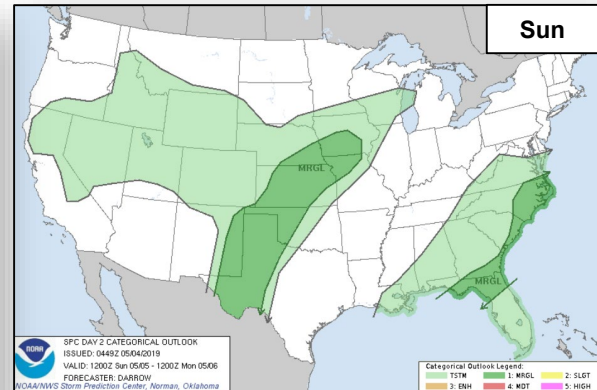 Sun
MRGL
MRGL
NOAA
SPC DAY 2 CATEGORICAL OUTLOOK
ISSUED: 0449Z 05/04/2019
VALID: 1200Z Sun 05/05 - 1200Z Mon 05/06
FORECASTER: DARROW
NOAA/NWS Storm Prediction Center, Norman, Oklahoma
Categorical Outlook Legend:
TSTM 1: MRGL 2: SLGT
3: ENH 4: MDT 5: HIGH